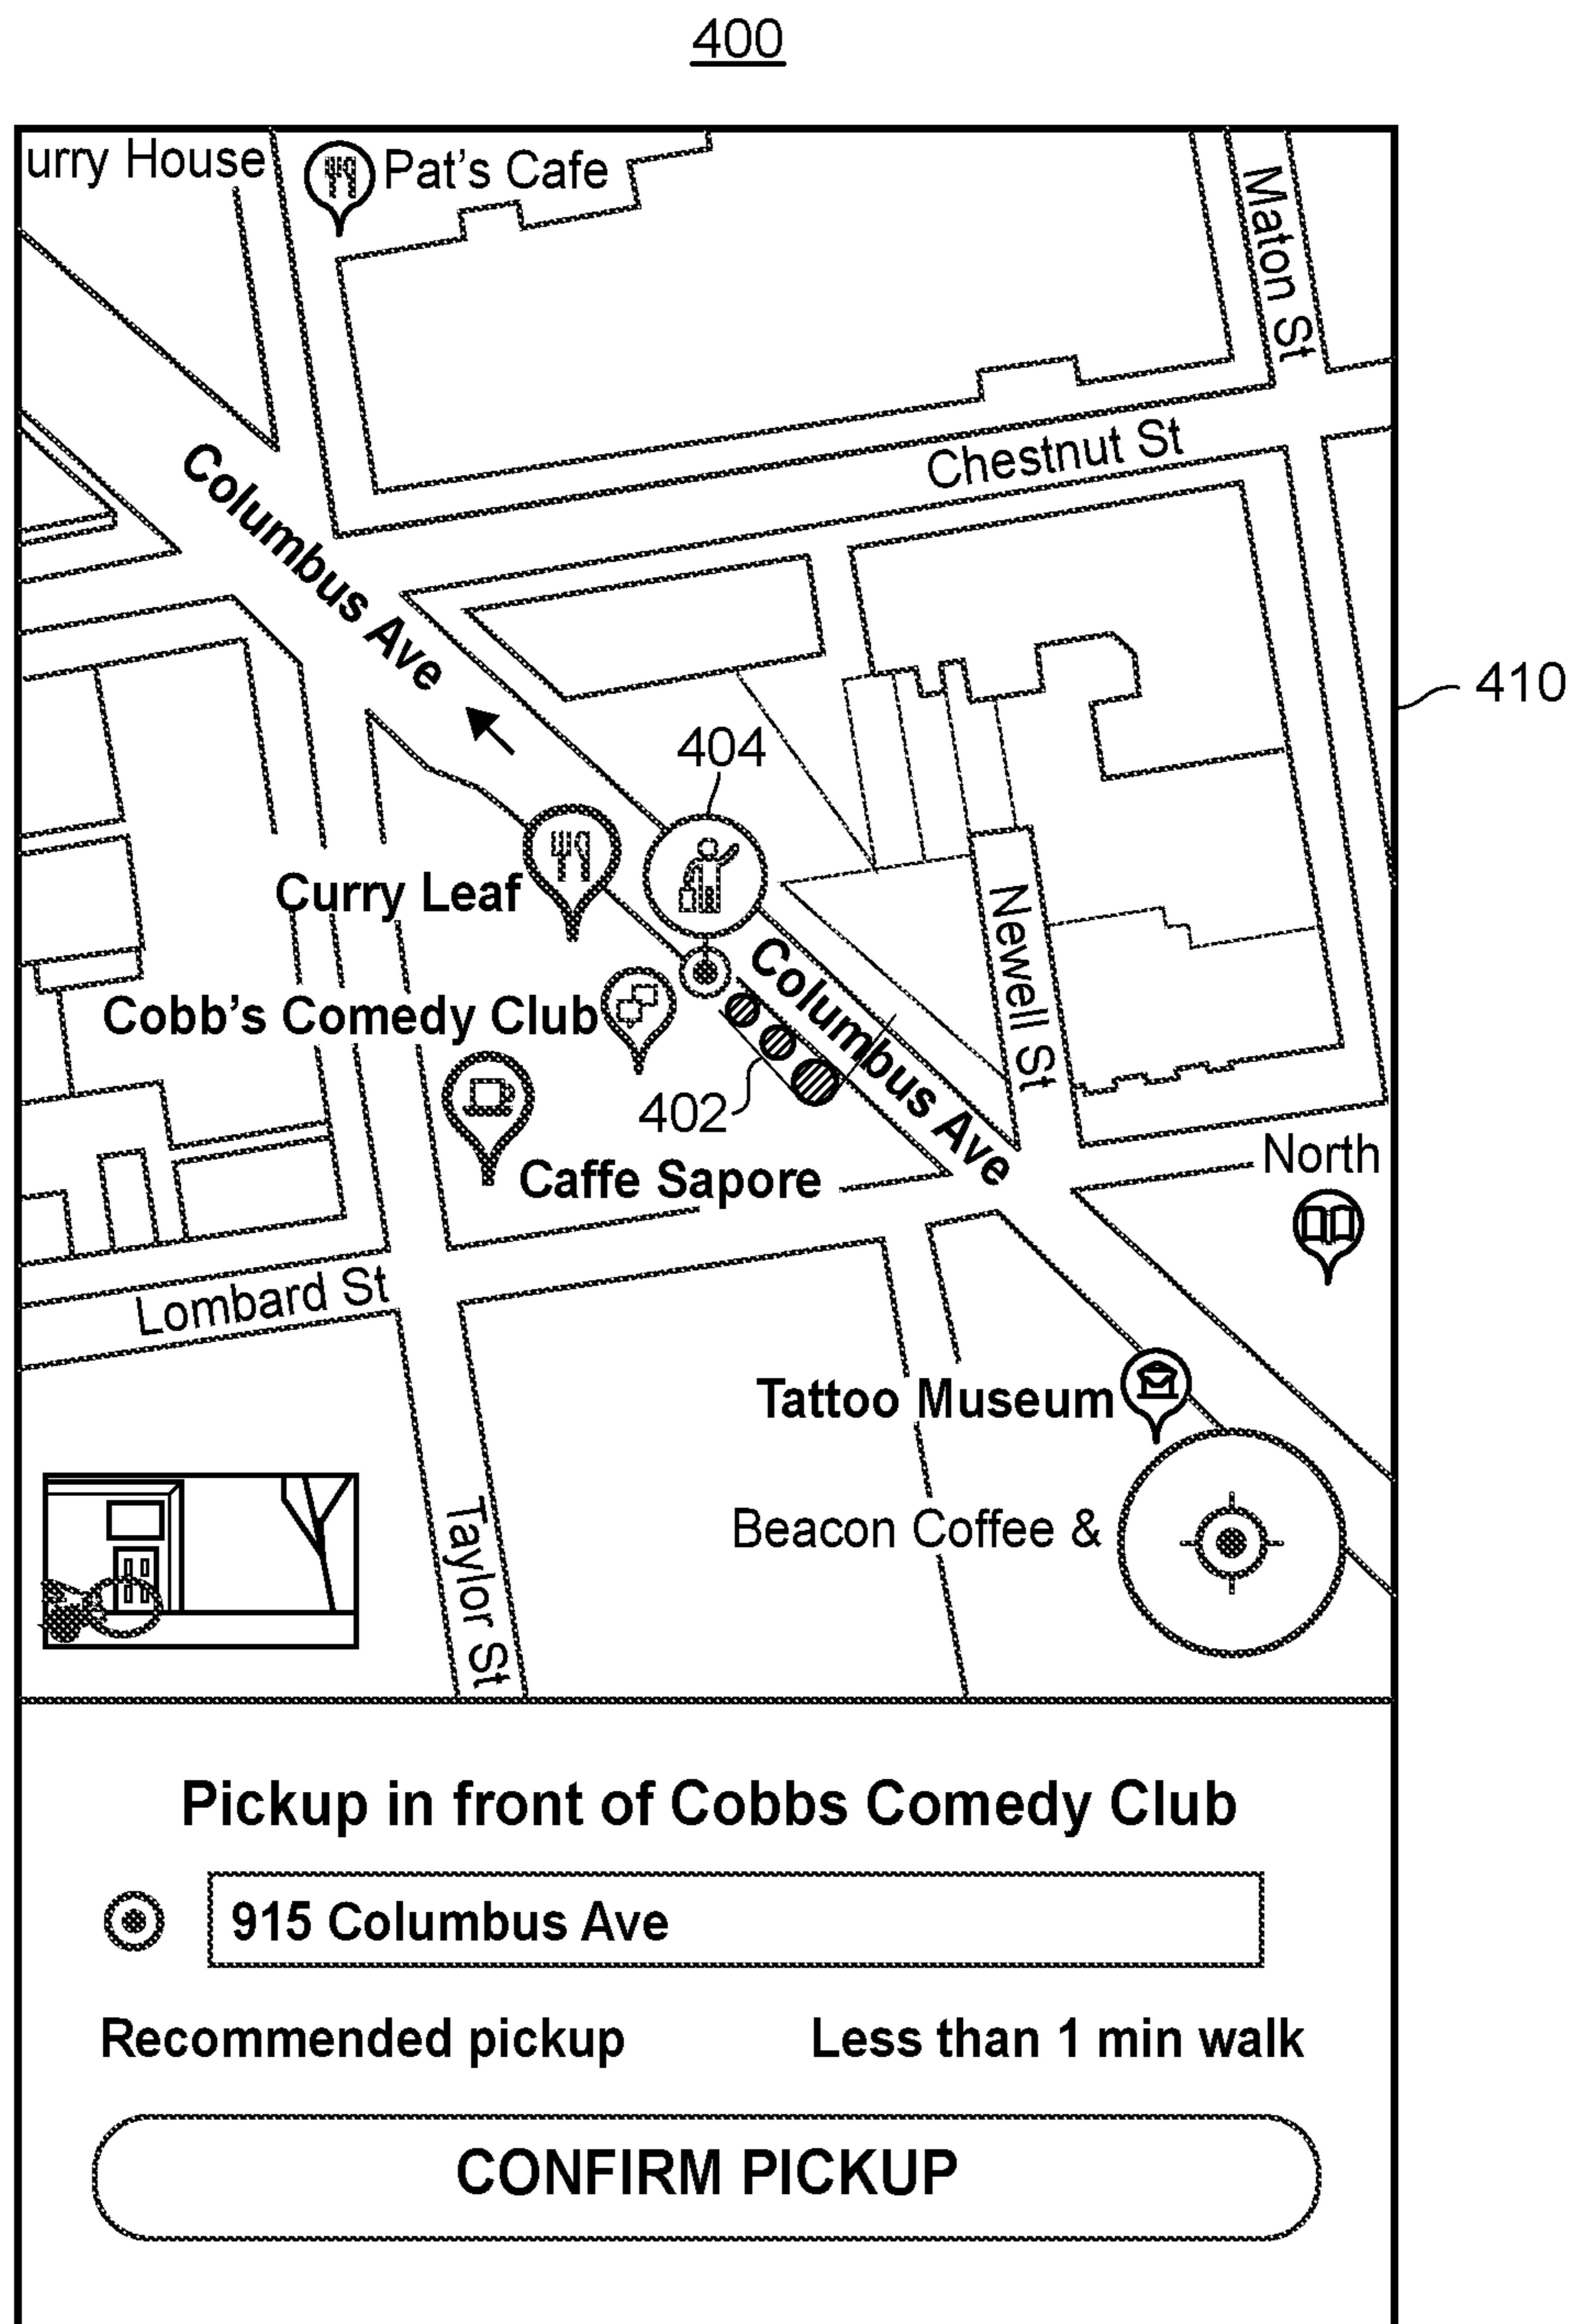 400
urry House
Pat's Cafe
Maton St
Chestnut St
Columbus Ave
410
404
Curry Leaf
Newell St
Columbus Ave
Cobb's Comedy Club
402
Caffe Sapore
North
Lombard St
Tattoo Museum
Beacon Coffee &
Taylor St
Pickup in front of Cobbs Comedy Club
915 Columbus Ave
Recommended pickup
Less than 1 min walk
CONFIRM PICKUP